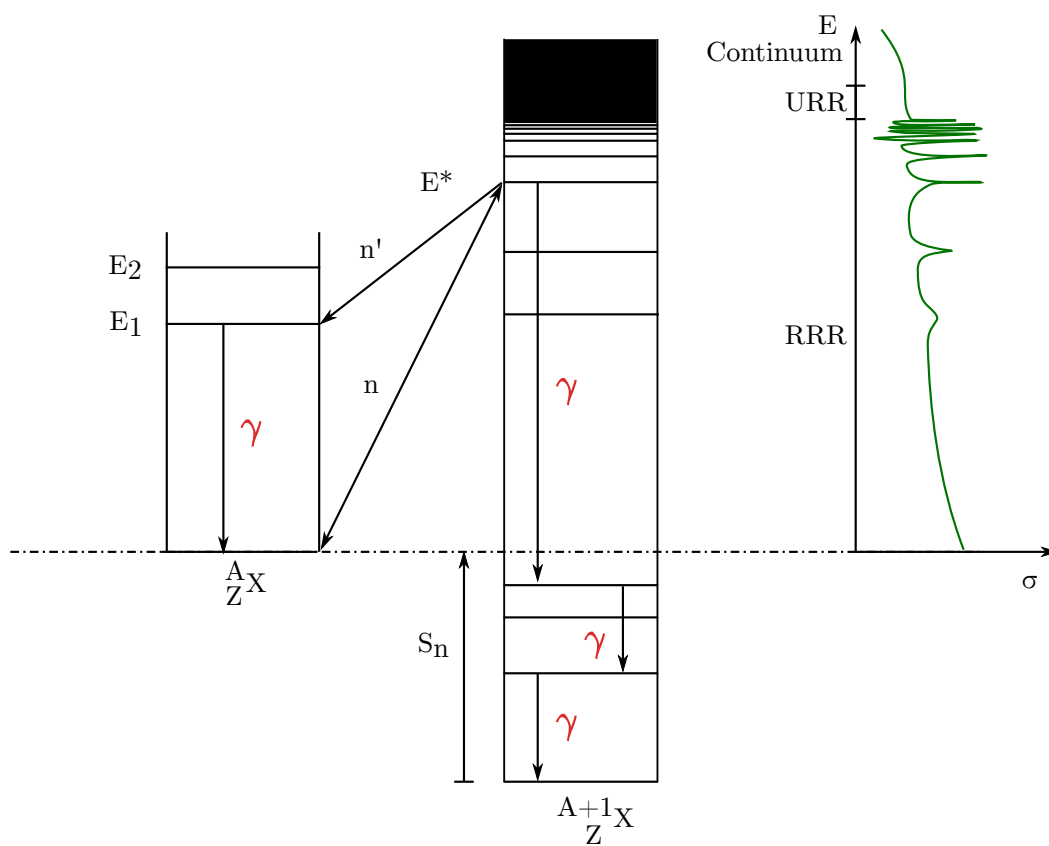 E
Continuum
URR
E*
n'
E2
E1
RRR
n
γ
γ
A
Z X
σ
Sn
γ
γ
A+1
Z X